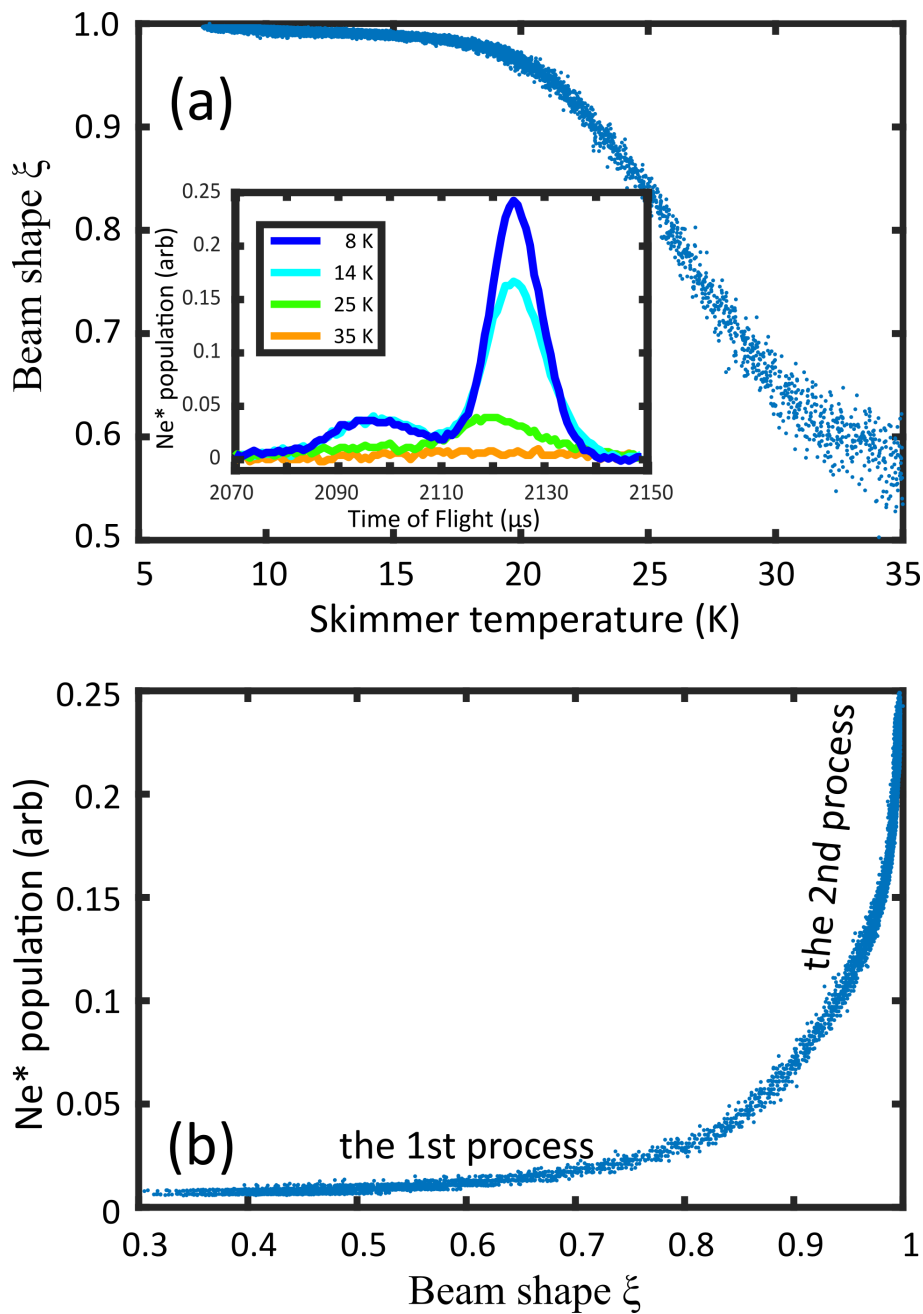 1.0
0.9
0.8
0.7
0.6
0.5
Beam shape ξ
(a)
0.25
0.2
0.15
0.1
0.05
0
Ne* population (arb)
8 K
14 K
25 K
35 K
2070 2090 2110 2130 2150
Time of Flight (μs)
5 10 15 20 25 30 35
Skimmer temperature (K)
0.25
0.2
0.15
0.1
0.05
0
Ne* population (arb)
the 2nd process
the 1st process
(b)
0.3 0.4 0.5 0.6 0.7 0.8 0.9 1
Beam shape ξ